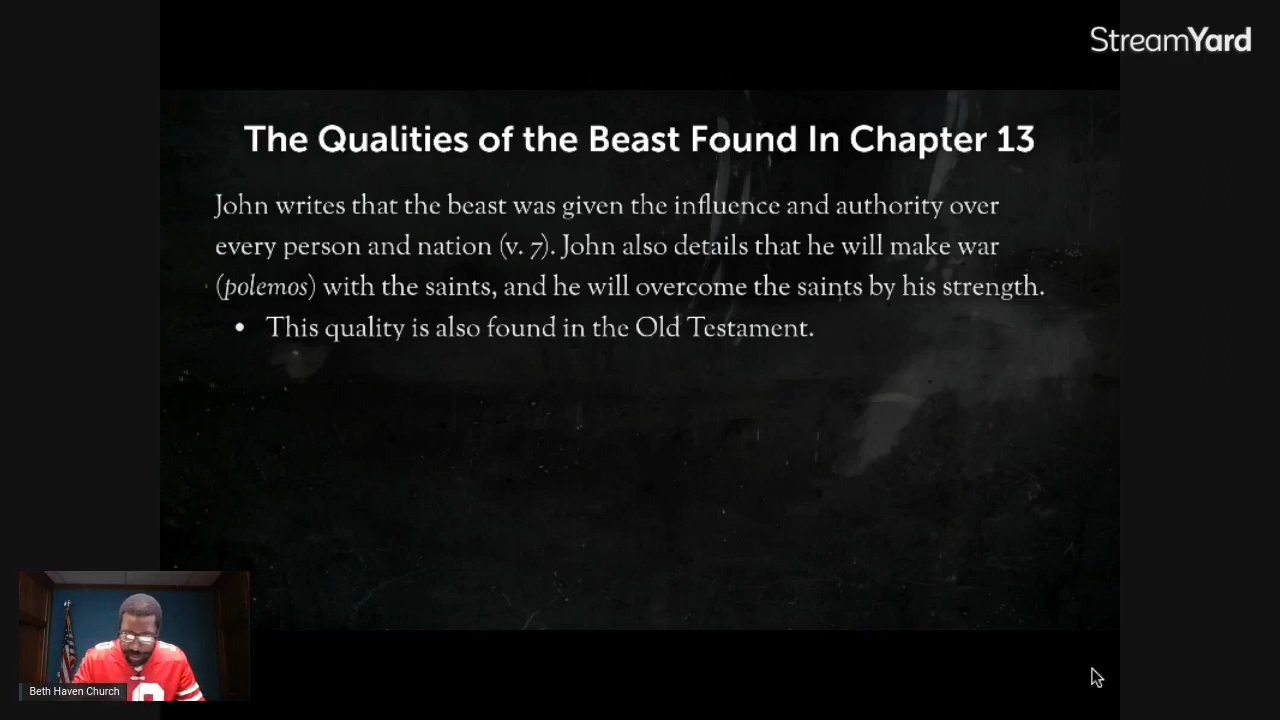 StreamYard
The Qualities of the Beast Found In Chapter 13
John writes that the beast was given the influence and authority over
every person and nation (v. 7). John also details that he will make war
(polemos) with the saints, and he will overcome the saints by his strength.
• This quality is also found in the Old Testament.
Beth Haven Church